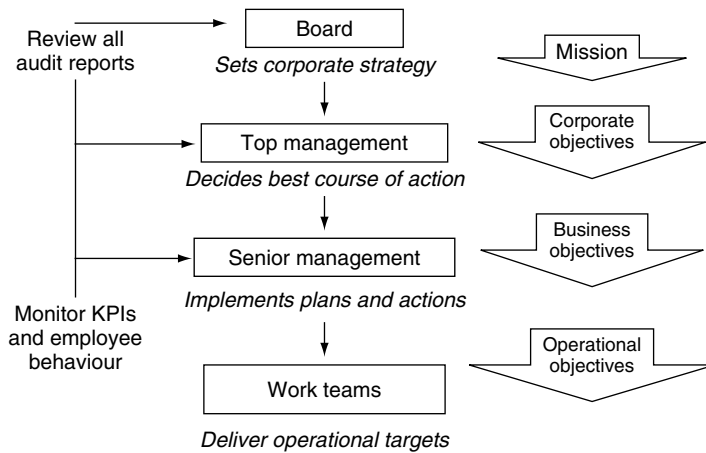 Review all
audit reports
Board
Sets corporate strategy
Mission
Top management
Decides best course of action
Corporate
objectives
Senior management
Implements plans and actions
Business
objectives
Monitor KPIs
and employee
behaviour
Work teams
Deliver operational targets
Operational
objectives